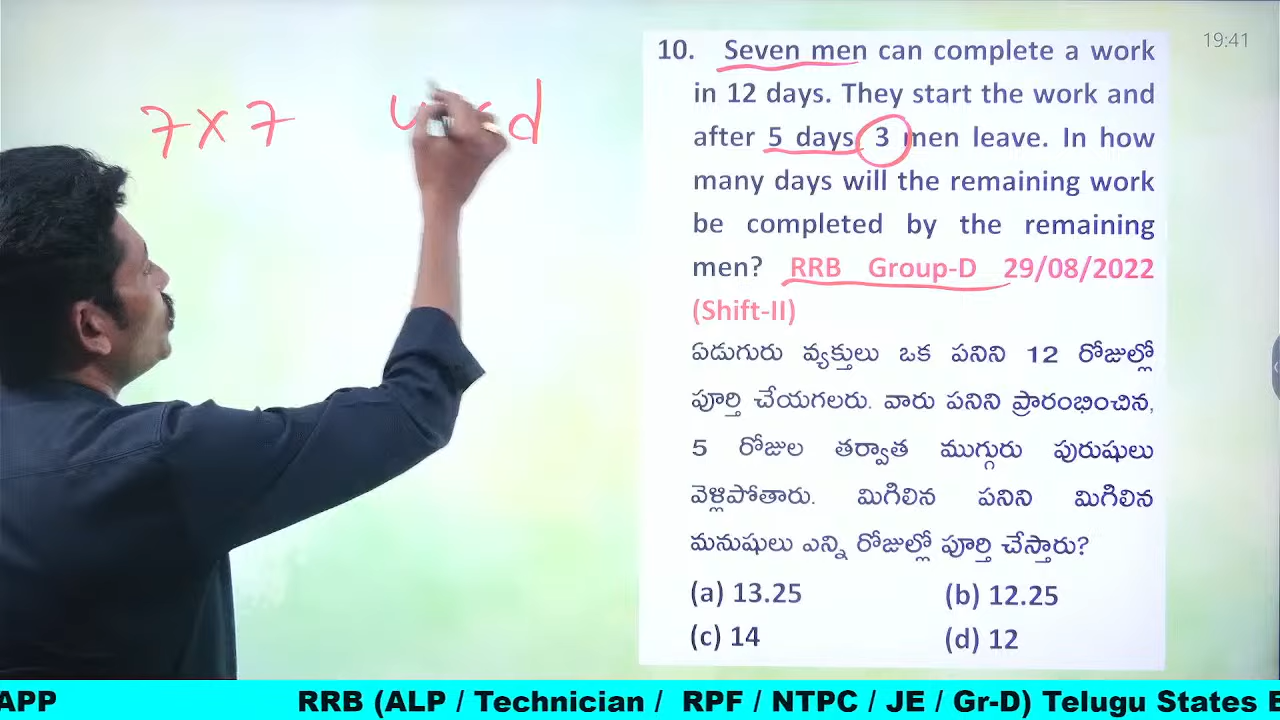 19:41
7 x 7
d
10. Seven men can complete a work
in 12 days. They start the work and
after 5 days 3 men leave. In how
many days will the remaining work
be completed by the remaining
men? RRB Group-D 29/08/2022
(Shift-II)
ఏడుగురు వ్యక్తులు ఒక పనిని 12 రోజుల్లో
పూర్తి చేయగలరు. వారు పనిని ప్రారంభించిన,
5 రోజుల తర్వాత ముగ్గురు పురుషులు
వెళ్లిపోతారు. మిగిలిన పనిని మిగిలిన
మనుషులు ఎన్ని రోజుల్లో పూర్తి చేస్తారు?
(a) 13.25 (b) 12.25
(c) 14 (d) 12
APP RRB (ALP / Technician / RPF / NTPC / JE / Gr-D) Telugu States